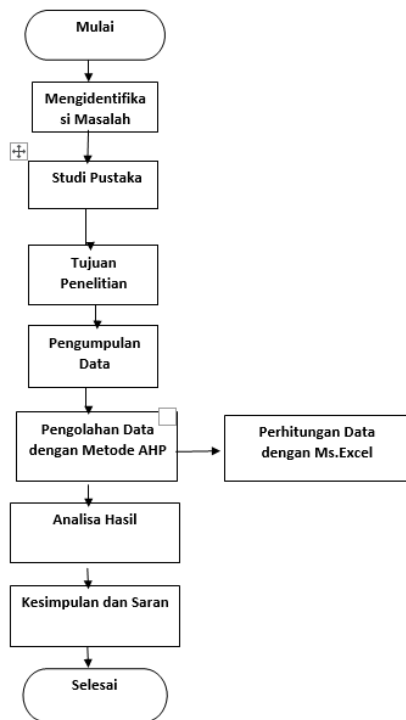 Mulai
Mengidentifika
si Masalah
Studi Pustaka
Tujuan
Penelitian
Pengumpulan
Data
Pengolahan Data
dengan Metode AHP
Perhitungan Data
dengan Ms.Excel
Analisa Hasil
Kesimpulan dan Saran
Selesai